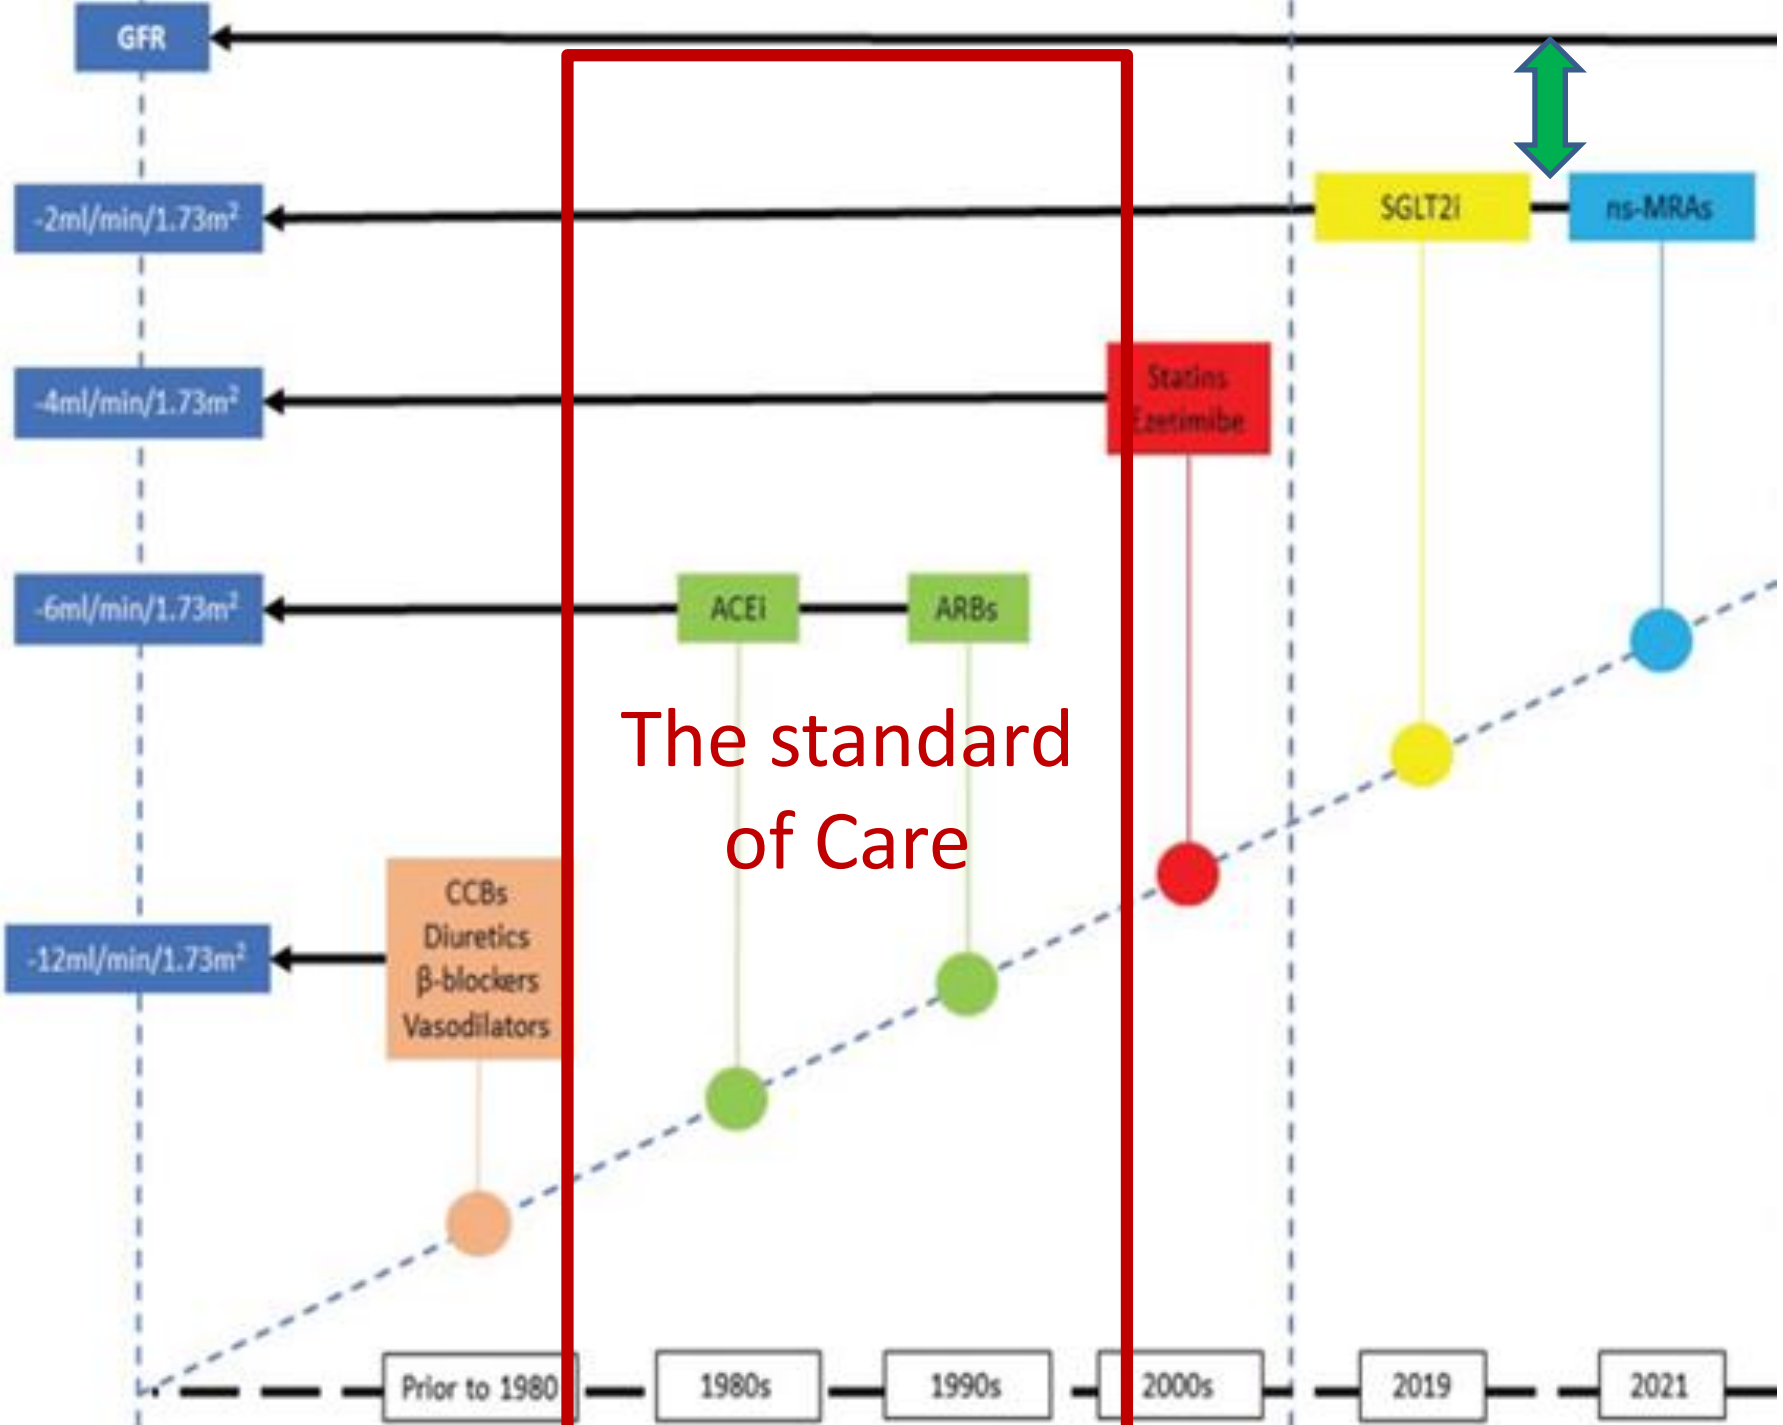 GFR
-2ml/min/1.73m²
SGLT2i
ns-MRAs
-4ml/min/1.73m²
Statins
Ezetimibe
-6ml/min/1.73m²
ACEi
ARBs
The standard
of Care
-12ml/min/1.73m²
CCBs
Diuretics
β-blockers
Vasodilators
Prior to 1980
1980s
1990s
2000s
2019
2021